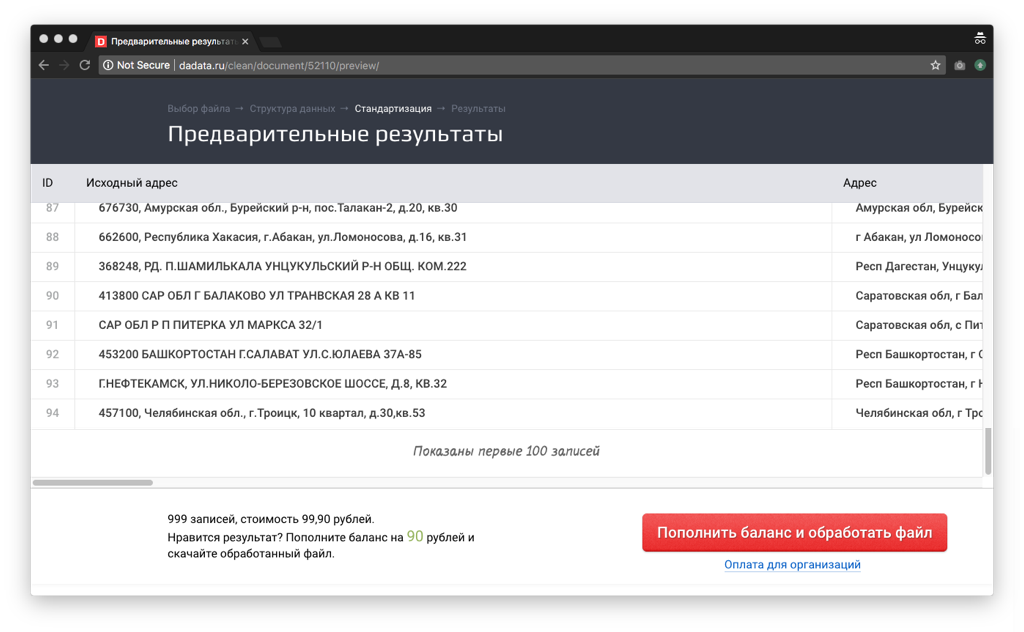 Предварительные результаты
Not Secure | dadata.ru/clean/document/52110/preview/
Выбор файла → Структура данных → Стандартизация → Результаты
Предварительные результаты
ID Исходный адрес Адрес
87 676730, Амурская обл., Бурейский р-н, пос.Талакан-2, д.20, кв.30 Амурская обл, Бурейск
88 662600, Республика Хакасия, г.Абакан, ул.Ломоносова, д.16, кв.31 г Абакан, ул Ломоносо
89 368248, РД. П.ШАМИЛЬКАЛА УНЦУКУЛЬСКИЙ Р-Н ОБЩ. КОМ.222 Респ Дагестан, Унцукул
90 413800 САР ОБЛ Г БАЛАКОВО УЛ ТРАНВСКАЯ 28 А КВ 11 Саратовская обл, г Бал
91 САР ОБЛ Р П ПИТЕРКА УЛ МАРКСА 32/1 Саратовская обл, с Пит
92 453200 БАШКОРТОСТАН Г.САЛАВАТ УЛ.С.ЮЛАЕВА 37А-85 Респ Башкортостан, г С
93 Г.НЕФТЕКАМСК, УЛ.НИКОЛО-БЕРЕЗОВСКОЕ ШОССЕ, Д.8, КВ.32 Респ Башкортостан, г Н
94 457100, Челябинская обл., г.Троицк, 10 квартал, д.30,кв.53 Челябинская обл, г Тро
Показаны первые 100 записей
999 записей, стоимость 99,90 рублей.
Нравится результат? Пополните баланс на 90 рублей и
скачайте обработанный файл.
Пополнить баланс и обработать файл
Оплата для организаций